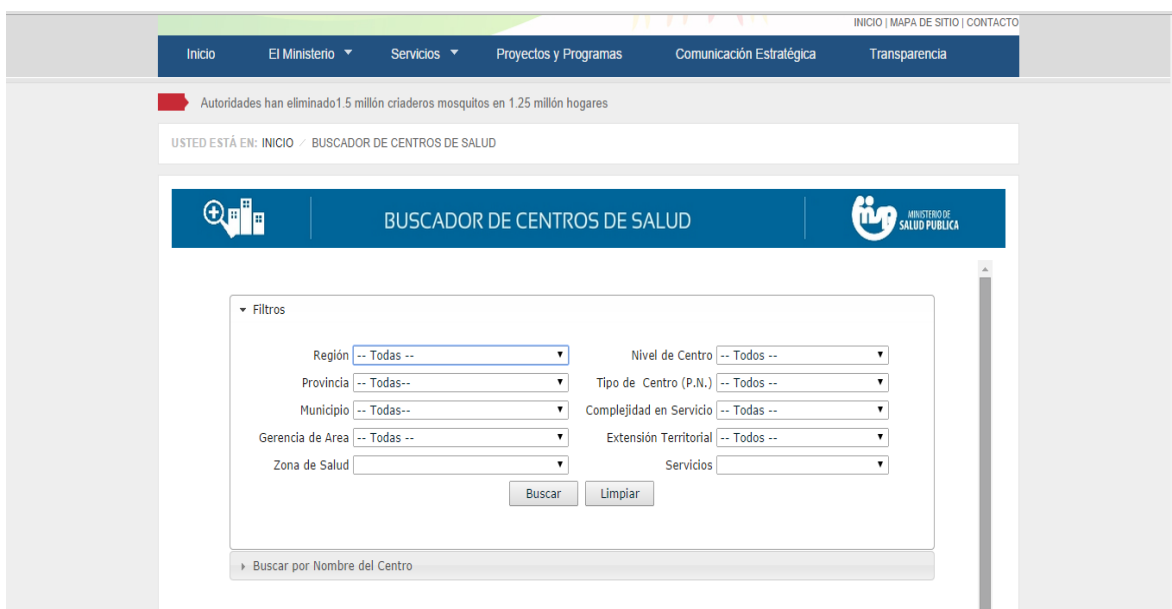 INICIO | MAPA DE SITIO | CONTACTO
Inicio El Ministerio Servicios Proyectos y Programas Comunicación Estratégica Transparencia
Autoridades han eliminado1.5 millón criaderos mosquitos en 1.25 millón hogares
USTED ESTÁ EN: INICIO / BUSCADOR DE CENTROS DE SALUD
BUSCADOR DE CENTROS DE SALUD
MINISTERIO DE
SALUD PUBLICA
Filtros
Región -- Todas -- Nivel de Centro -- Todos --
Provincia -- Todas-- Tipo de Centro (P.N.) -- Todos --
Municipio -- Todas-- Complejidad en Servicio -- Todas --
Gerencia de Area -- Todas -- Extensión Territorial -- Todos --
Zona de Salud Servicios
Buscar Limpiar
Buscar por Nombre del Centro